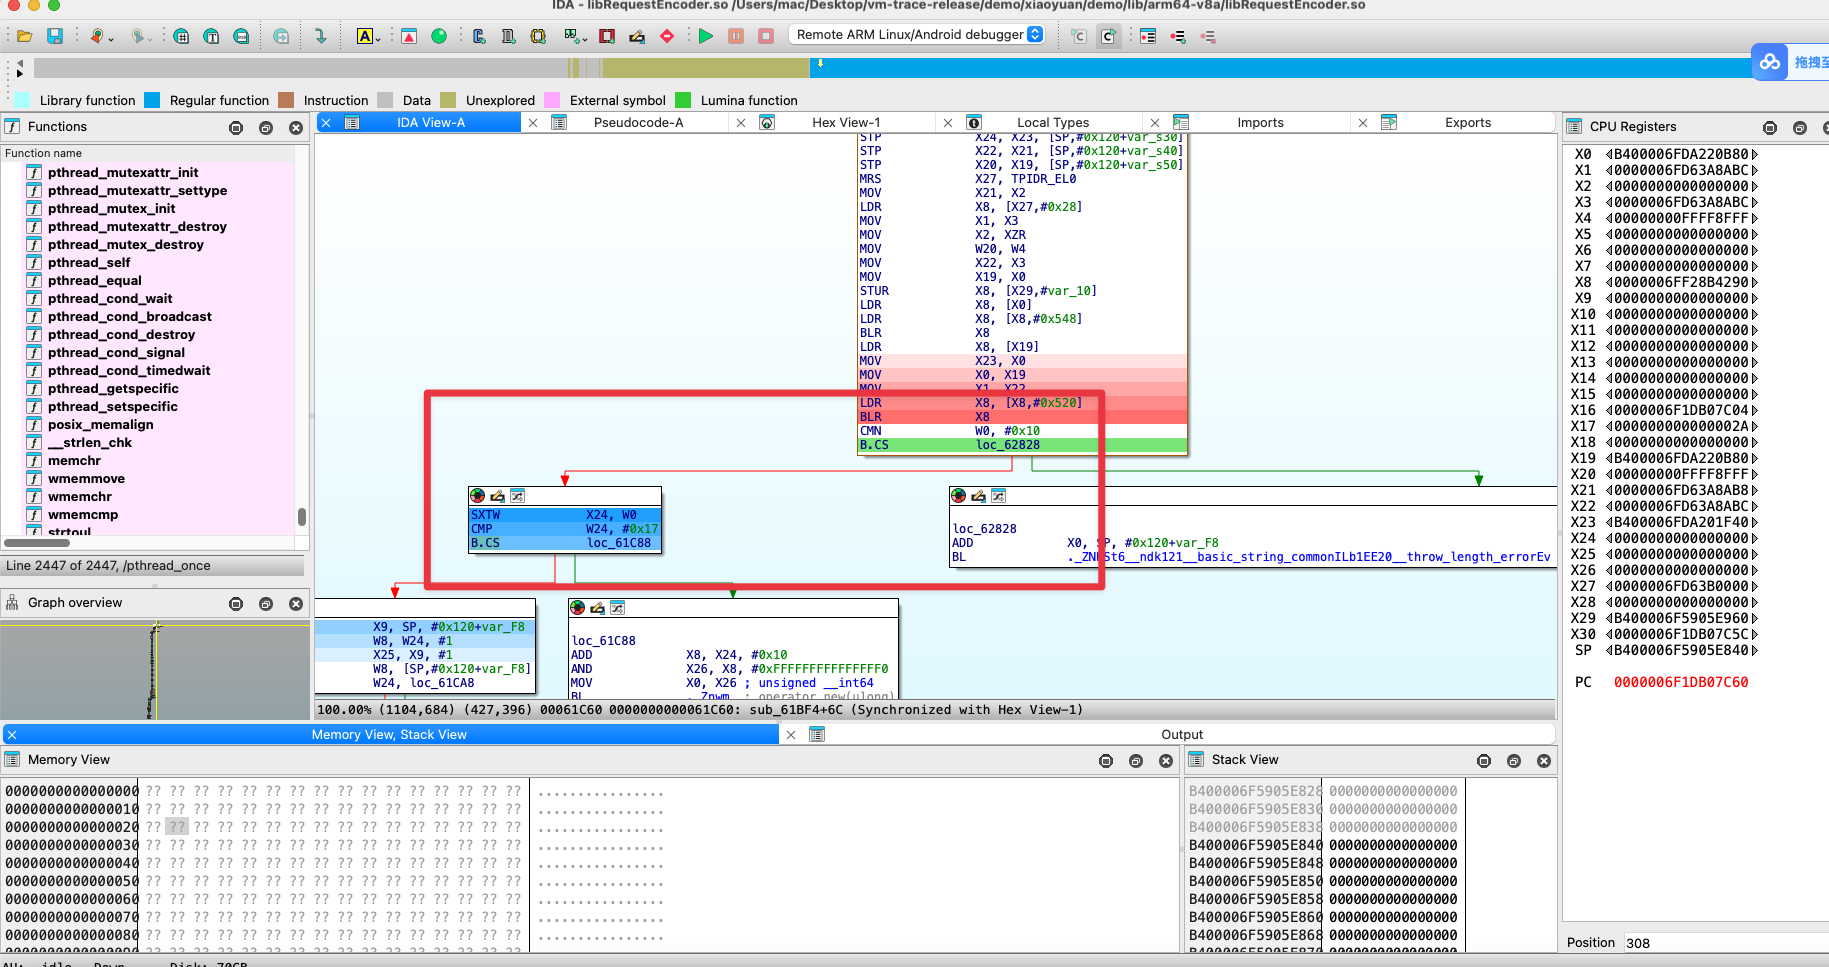 IDA - libRequestEncoder.so /Users/mac/Desktop/vm-trace-release/demo/xiaoyuan/demo/lib/arm64-v8a/libRequestEncoder.so
Remote ARM Linux/Android debugger
拖拽至
Library function Regular function Instruction Data Unexplored External symbol Lumina function
Functions
Function name
pthread_mutexattr_init
pthread_mutexattr_settype
pthread_mutex_init
pthread_mutexattr_destroy
pthread_mutex_destroy
pthread_self
pthread_equal
pthread_cond_wait
pthread_cond_broadcast
pthread_cond_destroy
pthread_cond_signal
pthread_cond_timedwait
pthread_getspecific
pthread_setspecific
posix_memalign
__strlen_chk
memchr
wmemmove
wmemchr
wmemcmp
strtoul
Line 2447 of 2447, /pthread_once
Graph overview
IDA View-A Pseudocode-A Hex View-1 Local Types Imports Exports
STP X24, X23, [SP,#0x120+var_s30]
STP X22, X21, [SP,#0x120+var_s40]
STP X20, X19, [SP,#0x120+var_s50]
MRS X27, TPIDR_EL0
MOV X21, X2
LDR X8, [X27,#0x28]
MOV X1, X3
MOV X2, XZR
MOV W20, W4
MOV X22, X3
MOV X19, X0
STUR X8, [X29,#var_10]
LDR X8, [X0]
LDR X8, [X8,#0x548]
BLR X8
LDR X8, [X19]
MOV X23, X0
MOV X0, X19
MOV X1, X22
LDR X8, [X8,#0x520]
BLR X8
CMN W0, #0x10
B.CS loc_62828
SXTW X24, W0
CMP W24, #0x17
B.CS loc_61C88
loc_62828
ADD X0, SP, #0x120+var_F8
BL ._ZNKSt6__ndk121__basic_string_commonILb1EE20__throw_length_errorEv
X9, SP, #0x120+var_F8
W8, W24, #1
X25, X9, #1
W8, [SP,#0x120+var_F8]
W24, loc_61CA8
loc_61C88
ADD X8, X24, #0x10
AND X26, X8, #0xFFFFFFFFFFFFFFF0
MOV X0, X26 ; unsigned __int64
BL ._Znwm ; operator new(ulong)
100.00% (1104,684) (427,396) 00061C60 0000000000061C60: sub_61BF4+6C (Synchronized with Hex View-1)
CPU Registers
X0 B400006FDA220B80
X1 0000006FD63A8ABC
X2 0000000000000000
X3 0000006FD63A8ABC
X4 00000000FFFF8FFF
X5 0000000000000000
X6 0000000000000000
X7 0000000000000000
X8 0000006FF28B4290
X9 0000000000000000
X10 0000000000000000
X11 0000000000000000
X12 0000000000000000
X13 0000000000000000
X14 0000000000000000
X15 0000000000000000
X16 0000006F1DB07C04
X17 000000000000002A
X18 0000000000000000
X19 B400006FDA220B80
X20 00000000FFFF8FFF
X21 0000006FD63A8AB8
X22 0000006FD63A8ABC
X23 B400006FDA201F40
X24 0000000000000000
X25 0000000000000000
X26 0000000000000000
X27 0000006FD63B0000
X28 0000000000000000
X29 B400006F5905E960
X30 0000006F1DB07C5C
SP B400006F5905E840
PC 0000006F1DB07C60
Position 308
Memory View, Stack View Output
Memory View
0000000000000000 ?? ?? ?? ?? ?? ?? ?? ?? ?? ?? ?? ?? ?? ?? ?? ?? ................
0000000000000010 ?? ?? ?? ?? ?? ?? ?? ?? ?? ?? ?? ?? ?? ?? ?? ?? ................
0000000000000020 ?? ?? ?? ?? ?? ?? ?? ?? ?? ?? ?? ?? ?? ?? ?? ?? ................
0000000000000030 ?? ?? ?? ?? ?? ?? ?? ?? ?? ?? ?? ?? ?? ?? ?? ?? ................
0000000000000040 ?? ?? ?? ?? ?? ?? ?? ?? ?? ?? ?? ?? ?? ?? ?? ?? ................
0000000000000050 ?? ?? ?? ?? ?? ?? ?? ?? ?? ?? ?? ?? ?? ?? ?? ?? ................
0000000000000060 ?? ?? ?? ?? ?? ?? ?? ?? ?? ?? ?? ?? ?? ?? ?? ?? ................
0000000000000070 ?? ?? ?? ?? ?? ?? ?? ?? ?? ?? ?? ?? ?? ?? ?? ?? ................
0000000000000080 ?? ?? ?? ?? ?? ?? ?? ?? ?? ?? ?? ?? ?? ?? ?? ?? ................
Stack View
B400006F5905E828 0000000000000000
B400006F5905E830 0000000000000000
B400006F5905E838 0000000000000000
B400006F5905E840 0000000000000000
B400006F5905E848 0000000000000000
B400006F5905E850 0000000000000000
B400006F5905E858 0000000000000000
B400006F5905E860 0000000000000000
B400006F5905E868 0000000000000000
B400006F5905E870 0000000000000000
AU: idle Down Disk: 70GB